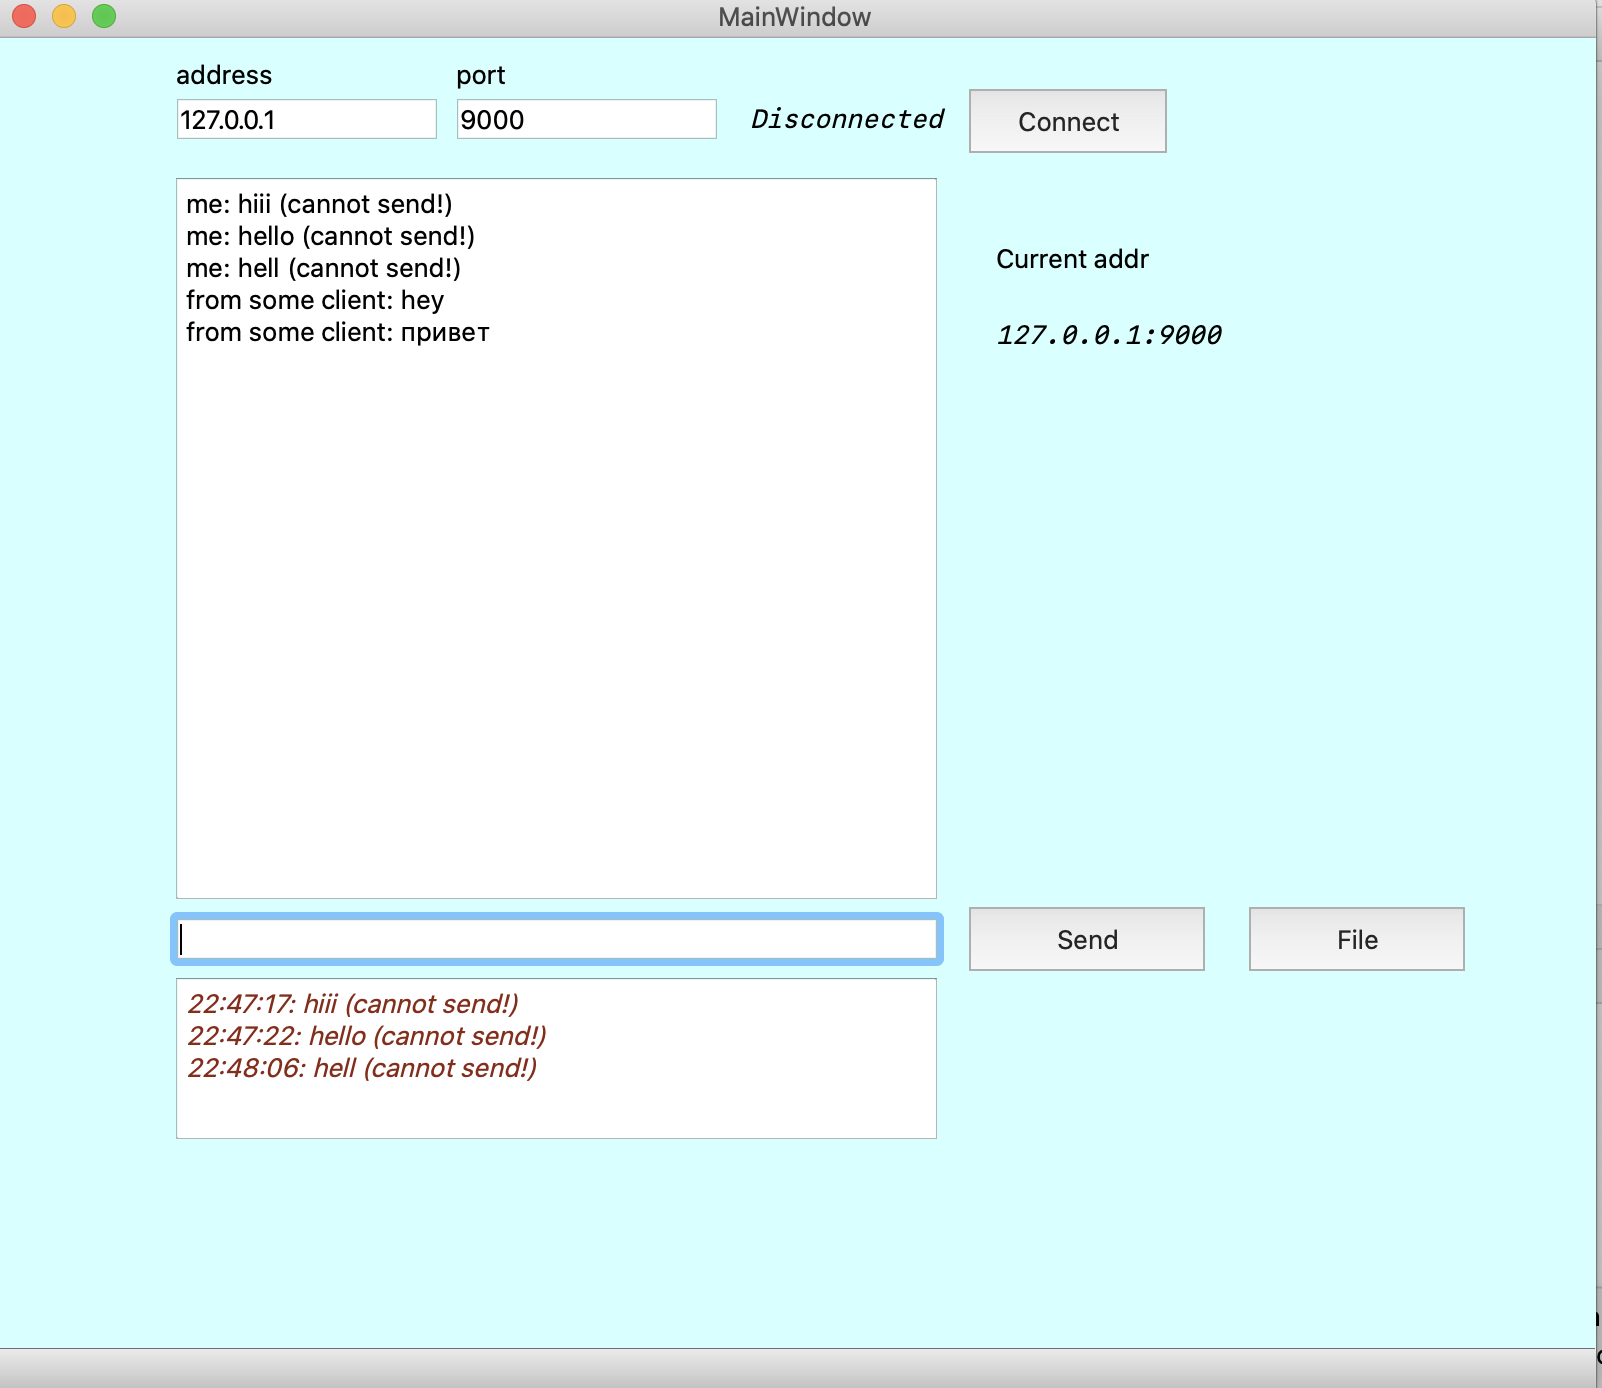 MainWindow
address
port
127.0.0.1
9000
Disconnected
Connect
me: hiii (cannot send!)
me: hello (cannot send!)
me: hell (cannot send!)
from some client: hey
from some client: привет
Current addr
127.0.0.1:9000
Send
File
22:47:17: hiii (cannot send!)
22:47:22: hello (cannot send!)
22:48:06: hell (cannot send!)